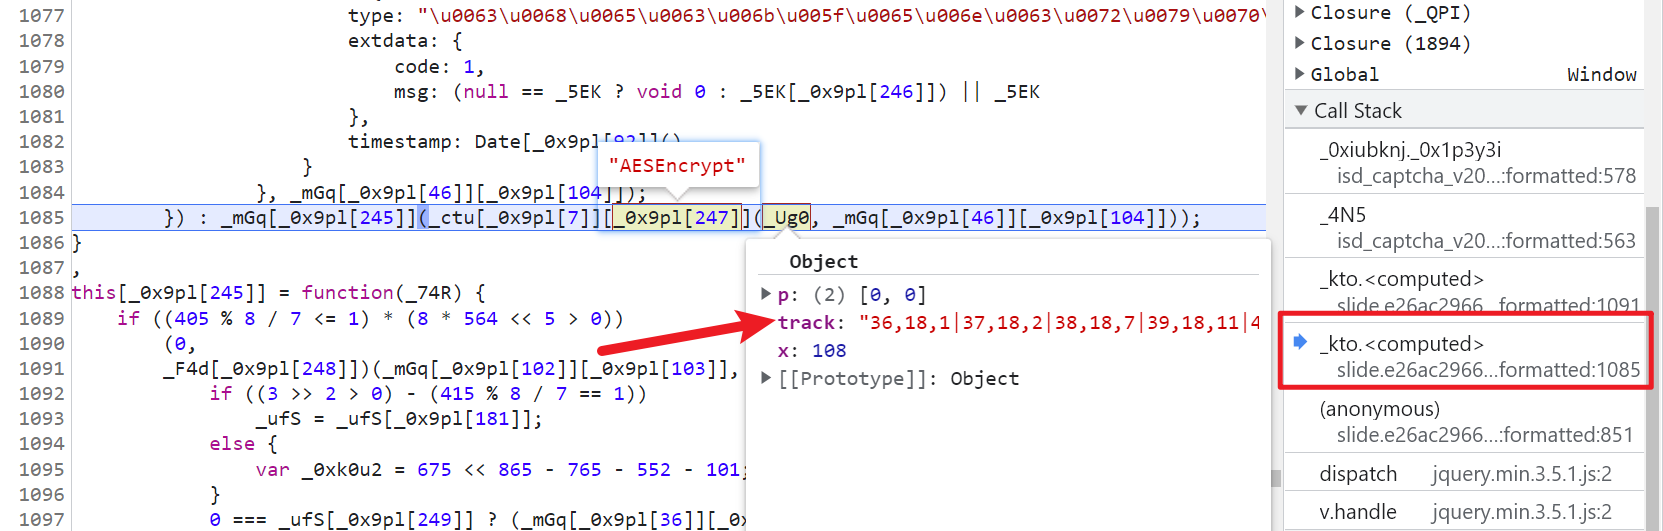 1077 type: "\u0063\u0068\u0065\u0063\u006b\u005f\u0065\u006e\u0063\u0072\u0079\u0070\
1078 extdata: {
1079 code: 1,
1080 msg: (null == _5EK ? void 0 : _5EK[_0x9pl[246]]) || _5EK
1081 },
1082 timestamp: Date[_0x9pl[92]]()
1083 }
1084 }, _mGq[_0x9pl[46]][_0x9pl[104]]);
1085 }) : _mGq[_0x9pl[245]](_ctu[_0x9pl[7]][_0x9pl[247]](_Ug0, _mGq[_0x9pl[46]][_0x9pl[104]]));
1086 }
1087 ,
1088 this[_0x9pl[245]] = function(_74R) {
1089 if ((405 % 8 / 7 <= 1) * (8 * 564 << 5 > 0))
1090 (0,
1091 _F4d[_0x9pl[248]])(_mGq[_0x9pl[102]][_0x9pl[103]],
1092 if ((3 >> 2 > 0) - (415 % 8 / 7 == 1))
1093 _ufS = _ufS[_0x9pl[181]];
1094 else {
1095 var _0xk0u2 = 675 << 865 - 765 - 552 - 101;
1096 }
1097 0 === _ufS[_0x9pl[249]] ? (_mGq[_0x9pl[36]][_0x
"AESEncrypt"
Object
p: (2) [0, 0]
track: "36,18,1|37,18,2|38,18,7|39,18,11|4
x: 108
[[Prototype]]: Object
Closure (_QPI)
Closure (1894)
Global Window
Call Stack
_0xiubknj._0x1p3y3i
isd_captcha_v20...:formatted:578
_4N5
isd_captcha_v20...:formatted:563
_kto.<computed>
slide.e26ac2966...formatted:1091
_kto.<computed>
slide.e26ac2966...formatted:1085
(anonymous)
slide.e26ac2966...:formatted:851
dispatch jquery.min.3.5.1.js:2
v.handle jquery.min.3.5.1.js:2